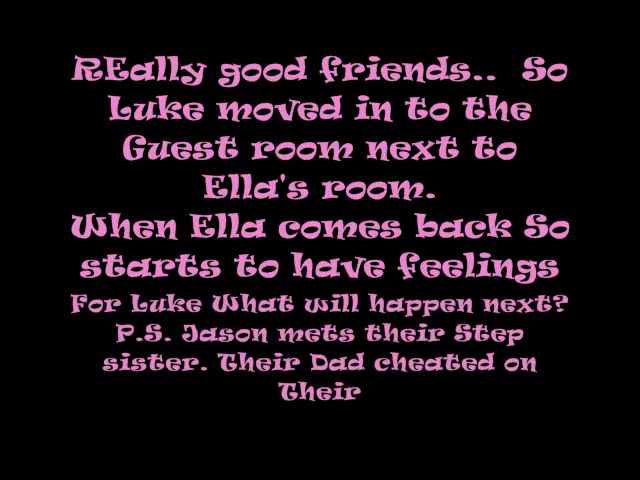 REally good friends.. So
Luke moved in to the
Guest room next to
Ella's room.
When Ella comes back So
starts to have feelings
For Luke What will happen next?
P.S. Jason mets their Step
sister. Their Dad cheated on
Their